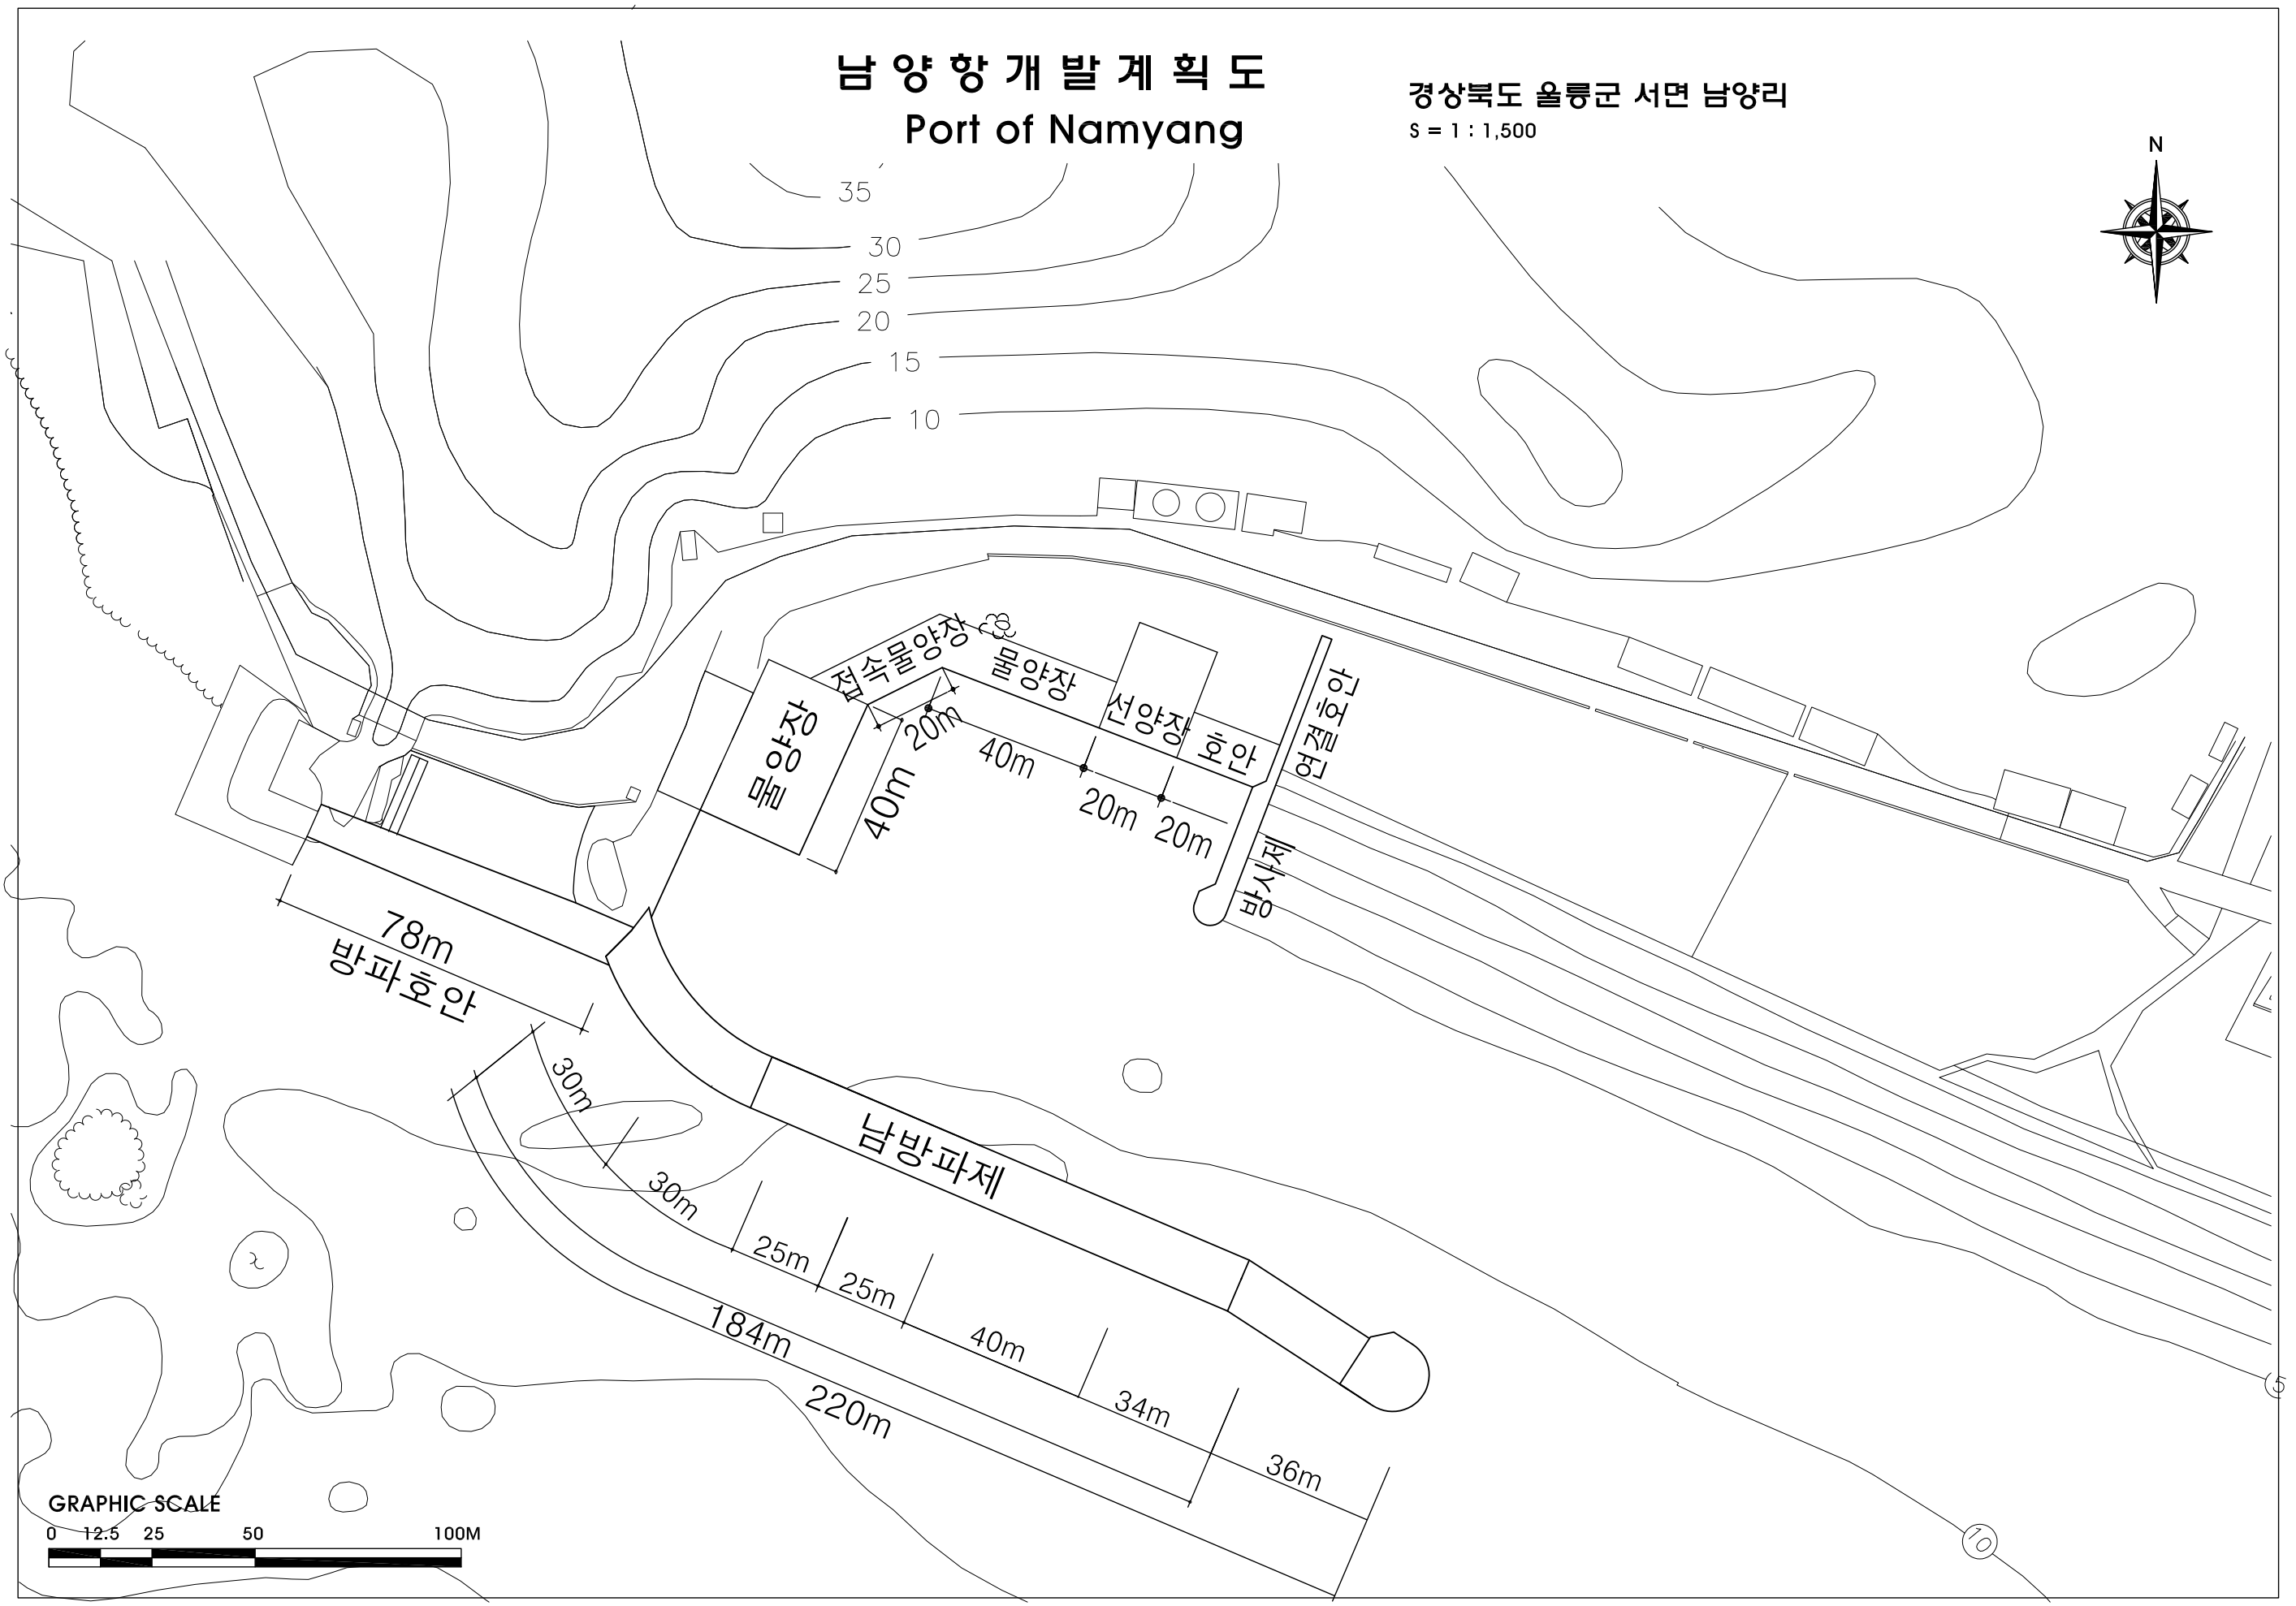 남양항개발계획도
Port of Namyang
경상북도 울릉군 서면 남양리
S = 1 : 1,500
N
35
30
25
20
15
10
접속물양장
물양장
선양장
호안
연결호안
물양장
20m
40m
40m
20m
20m
방사제
78m
방파호안
30m
남방파제
30m
25m
25m
184m
40m
220m
34m
36m
5
10
GRAPHIC SCALE
0 12.5 25 50 100M